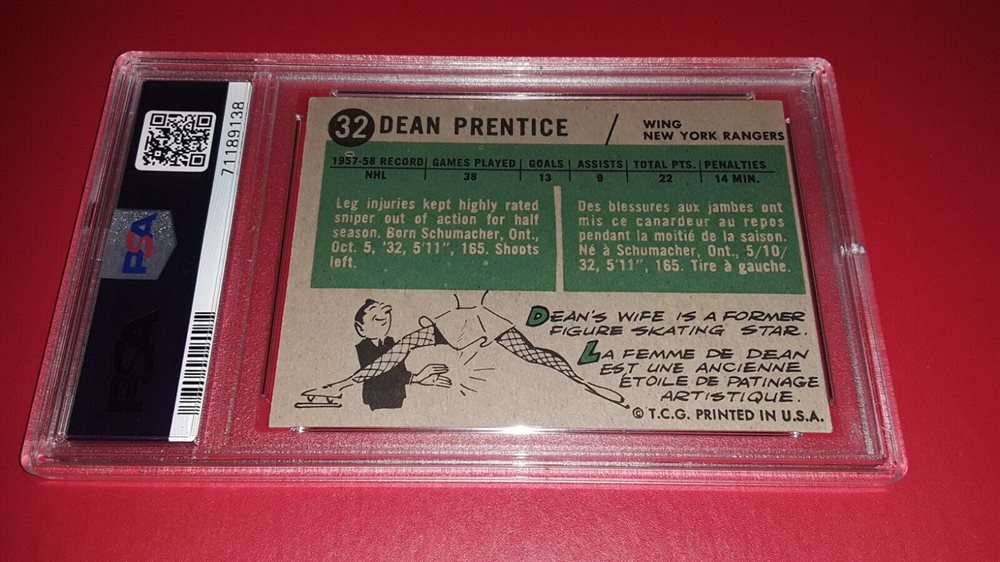 71189138
PSA
PSA
32 DEAN PRENTICE / WING
NEW YORK RANGERS
1957-58 RECORD GAMES PLAYED GOALS ASSISTS TOTAL PTS. PENALTIES
NHL 38 13 9 22 14 MIN.
Leg injuries kept highly rated
sniper out of action for half
season. Born Schumacher, Ont.,
Oct. 5, '32, 5'11", 165. Shoots
left.
Des blessures aux jambes ont
mis ce canardeur au repos
pendant la moitié de la saison.
Né à Schumacher, Ont., 5/10/
32, 5'11", 165. Tire à gauche.
DEAN'S WIFE IS A FORMER
FIGURE SKATING STAR.
LA FEMME DE DEAN
EST UNE ANCIENNE
ÉTOILE DE PATINAGE
ARTISTIQUE.
© T.C.G. PRINTED IN U.S.A.